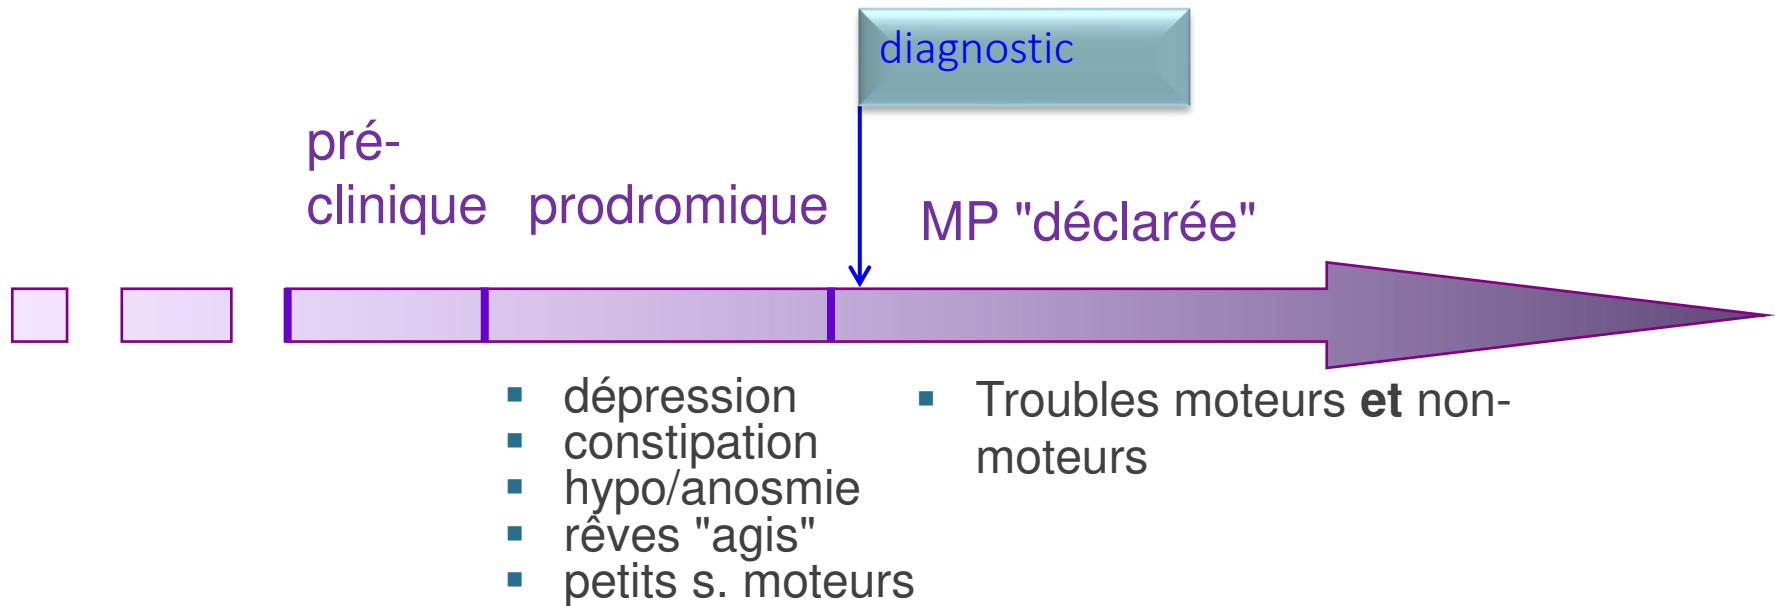 diagnostic
pré-
clinique
prodromique
MP "déclarée"
dépression
constipation
hypo/anosmie
rêves "agis"
petits s. moteurs
Troubles moteurs et non-
moteurs